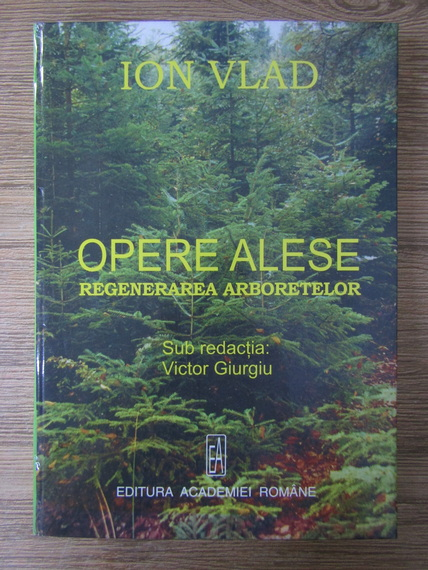 ION VLAD
OPERE ALESE
REGENERAREA ARBORETELOR
Sub redacția:
Victor Giurgiu
EA
EDITURA ACADEMIEI ROMÂNE